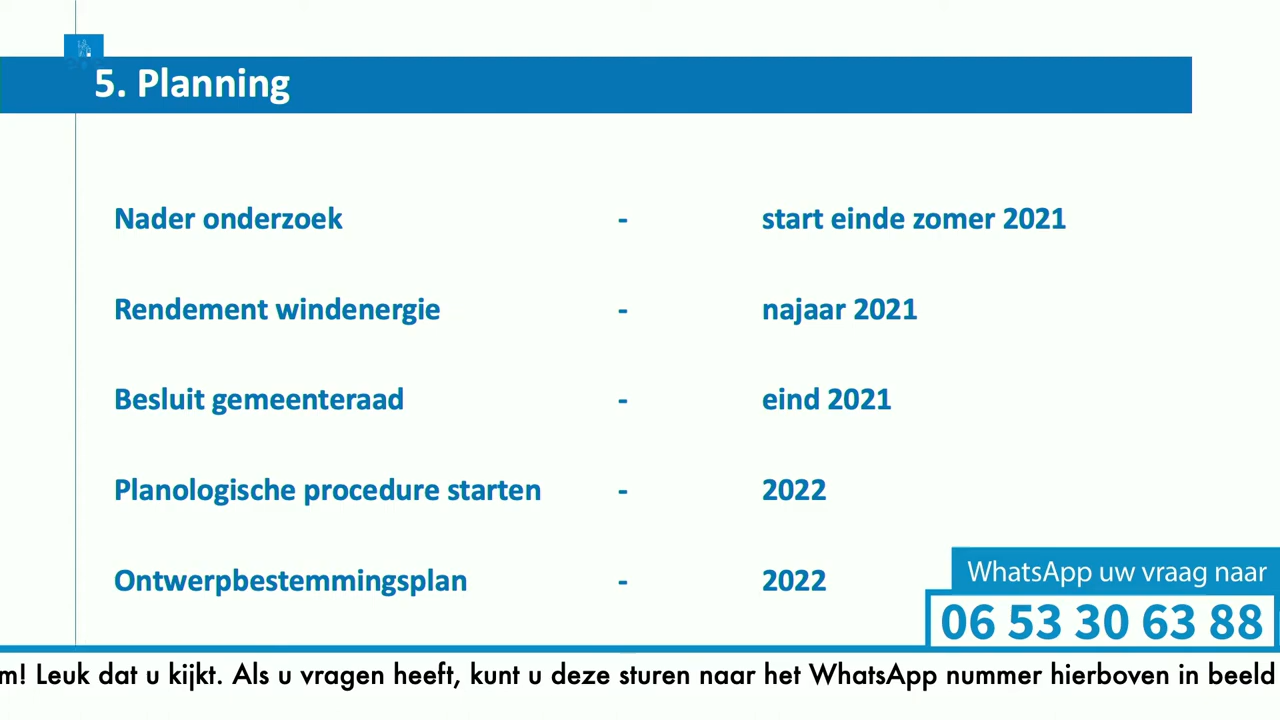 5. Planning
Nader onderzoek - start einde zomer 2021
Rendement windenergie - najaar 2021
Besluit gemeenteraad - eind 2021
Planologische procedure starten - 2022
Ontwerpbestemmingsplan - 2022
WhatsApp uw vraag naar
06 53 30 63 88
m! Leuk dat u kijkt. Als u vragen heeft, kunt u deze sturen naar het WhatsApp nummer hierboven in beeld